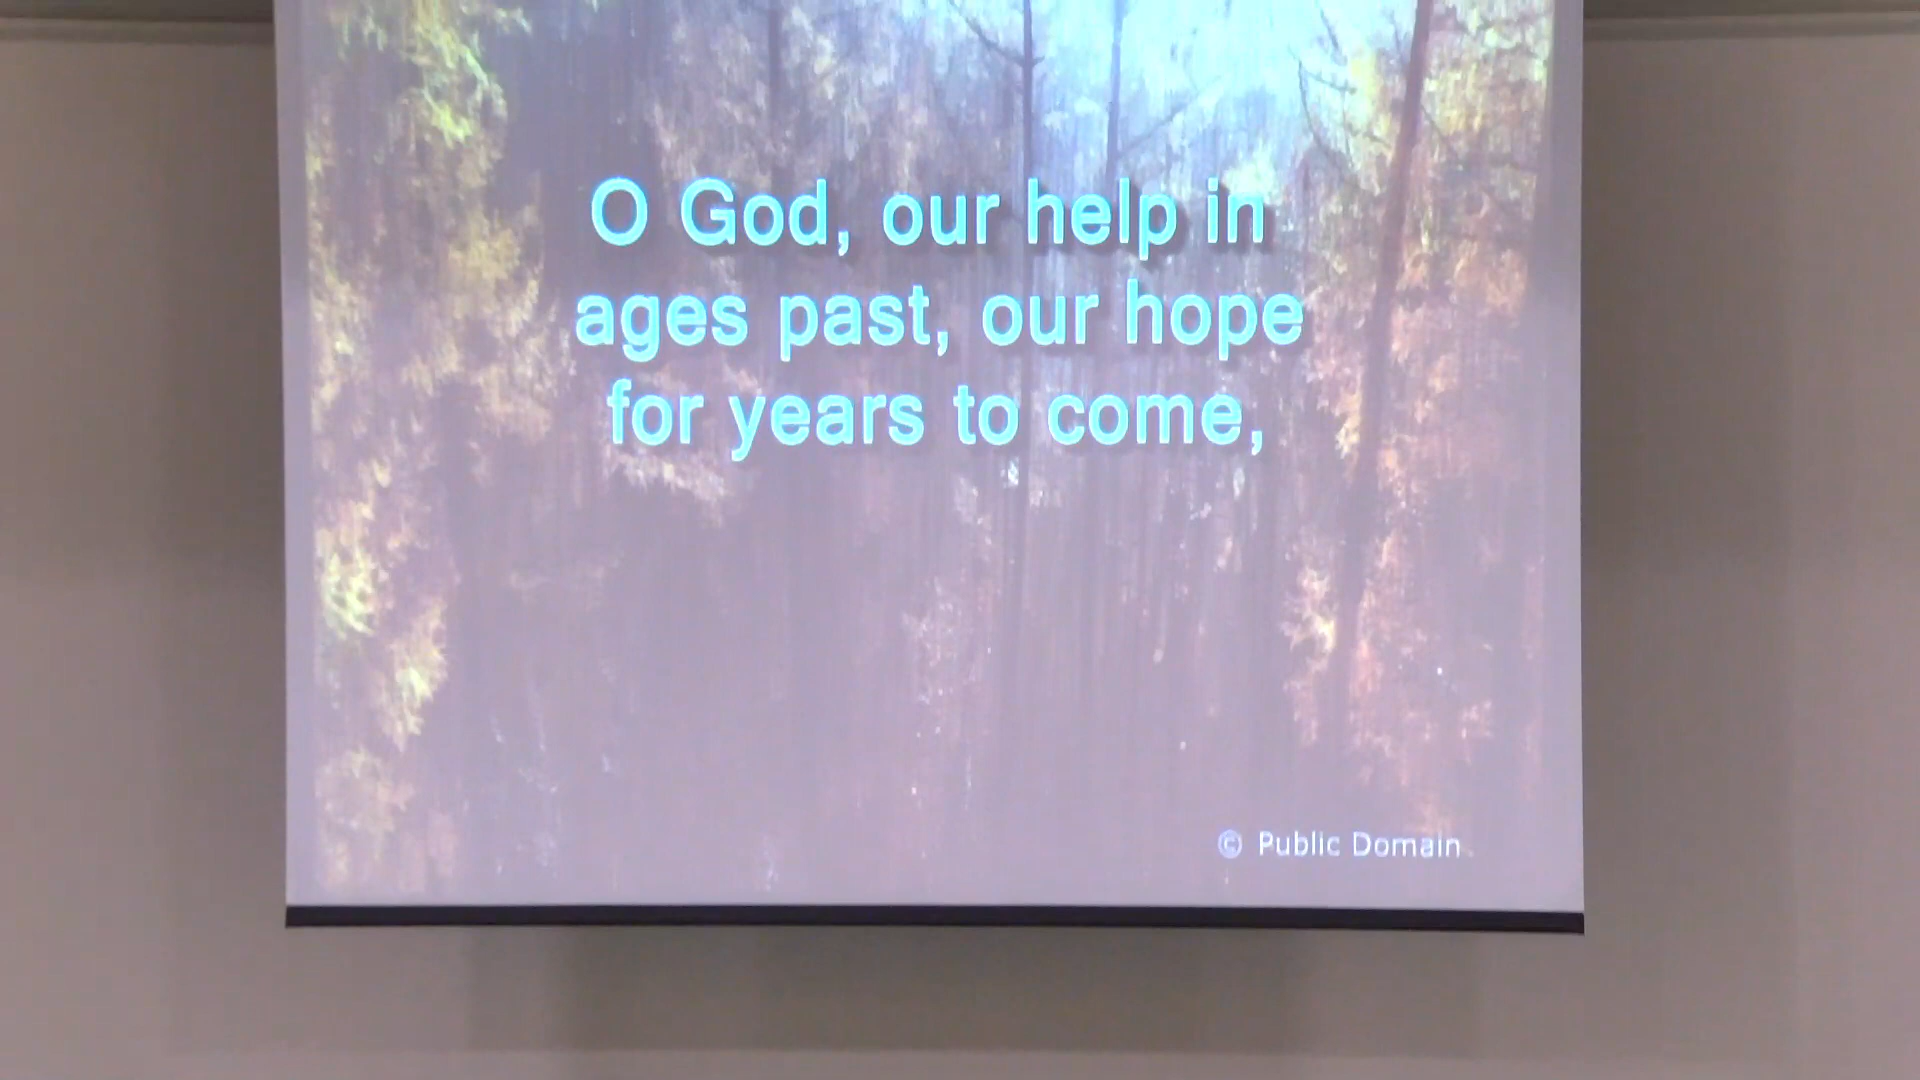 O God, our help in
ages past, our hope
for years to come,
© Public Domain